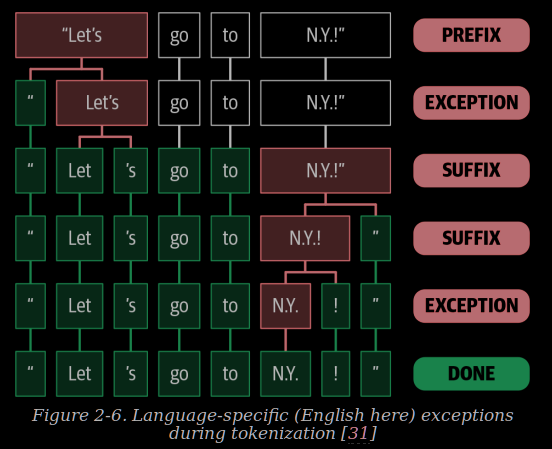 “Let’s go to N.Y.!” PREFIX
“ Let’s go to N.Y.!” EXCEPTION
“ Let ’s go to N.Y.!” SUFFIX
“ Let ’s go to N.Y.! ” SUFFIX
“ Let ’s go to N.Y. ! ” EXCEPTION
“ Let ’s go to N.Y. ! ” DONE
Figure 2-6. Language-specific (English here) exceptions
during tokenization [31]